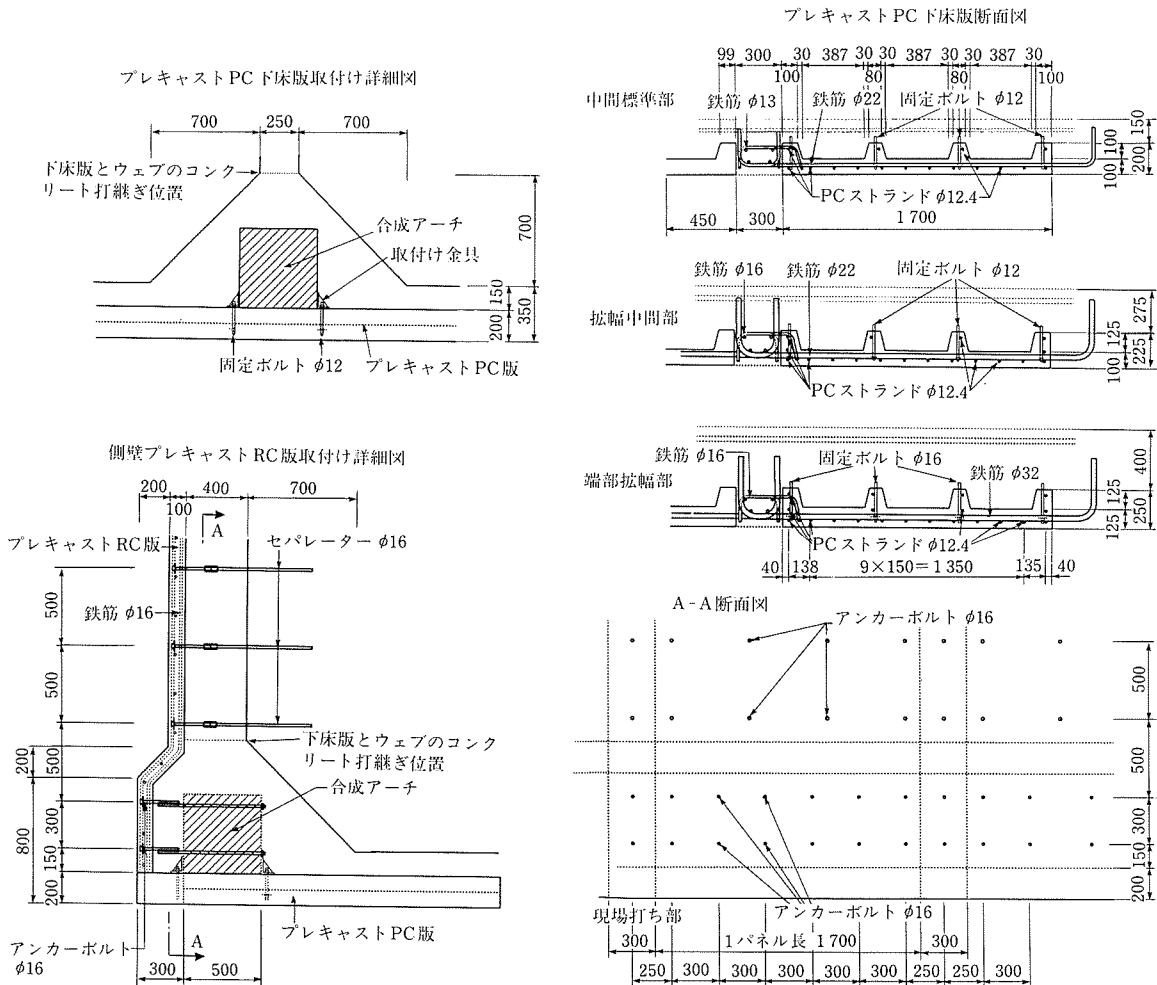 プレキャストPC下床版取付け詳細図
700 250 700
下床版とウェブのコンク
リート打継ぎ位置
合成アーチ
取付け金具
700
150
350
200
固定ボルト φ12
プレキャストPC版
側壁プレキャストRC版取付け詳細図
200 400 700
100
A
プレキャストRC版
セパレーター φ16
500
鉄筋 φ16
500
下床版とウェブのコンク
リート打継ぎ位置
200
500
合成アーチ
800
300
150
200
プレキャストPC版
アンカーボルト
φ16
A
300 500
プレキャストPC下床版断面図
99 300 30 387 30 30 387 30 30 387 30
100 80 80 100
中間標準部
鉄筋 φ13
鉄筋 φ22
固定ボルト φ12
150
100
200
100
PCストランド φ12.4
450 300 1 700
鉄筋 φ16
鉄筋 φ22
固定ボルト φ12
拡幅中間部
275
125
225
100
PCストランド φ12.4
鉄筋 φ16
固定ボルト φ16
鉄筋 φ32
端部拡幅部
400
125
250
125
PCストランド φ12.4
40 138 9×150=1 350 135 40
A-A断面図
アンカーボルト φ16
500
500
300
150
200
現場打ち部
アンカーボルト φ16
300 1パネル長 1 700 300
250 300 300 300 300 300 250 250 300